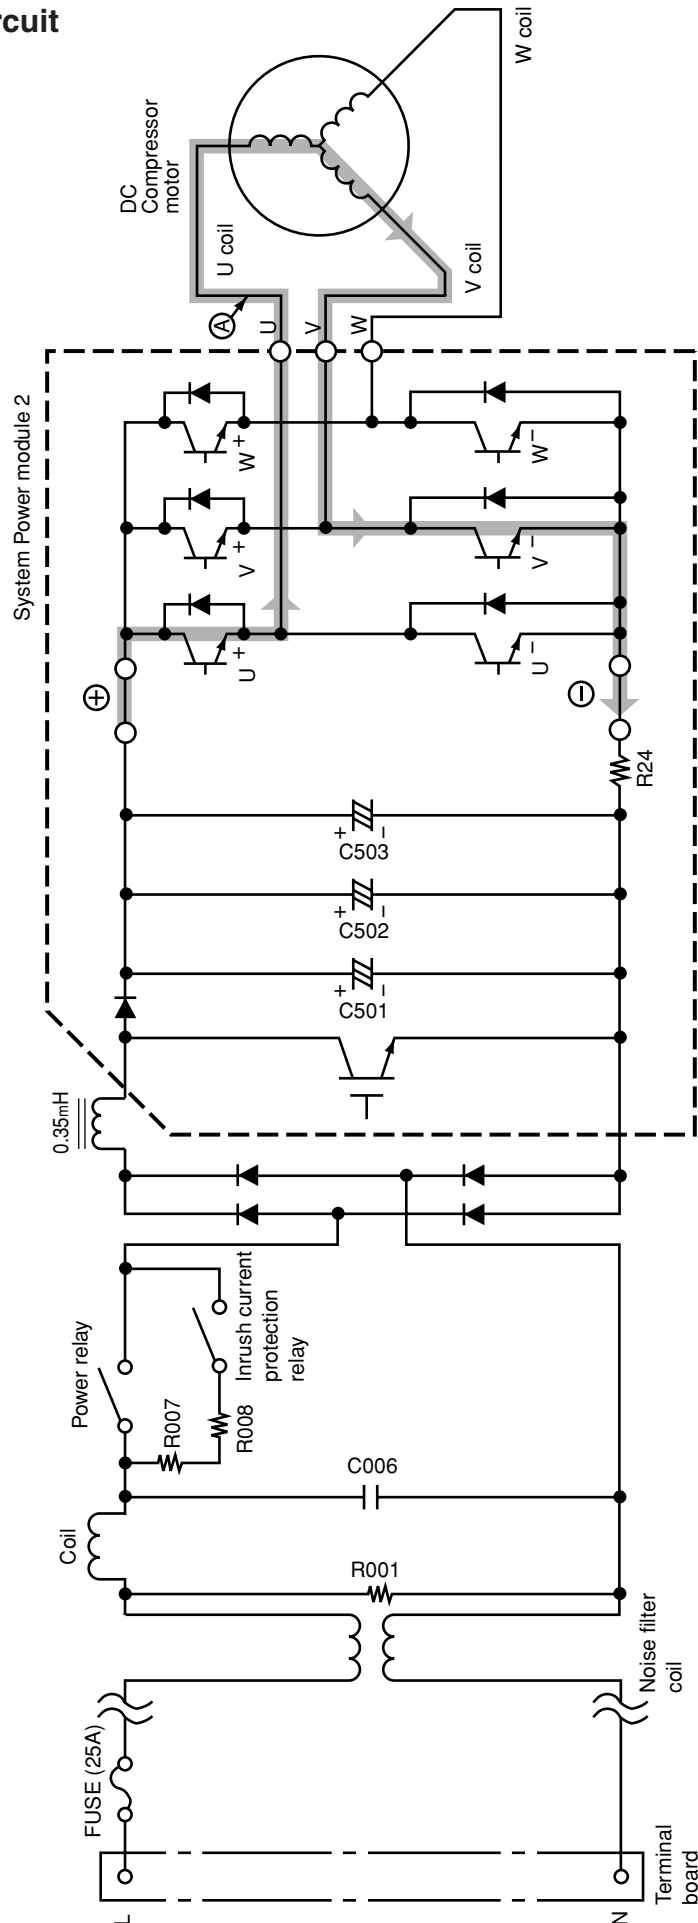 rcuit
W coil
DC
Compressor
motor
U coil
V coil
A
U
V
W
System Power module 2
W +
W –
V +
V –
U +
U –
+
–
R24
+ –
C503
+ –
C502
+ –
C501
0.35mH
Power relay
Inrush current
protection
relay
R007
R008
C006
Coil
R001
Noise filter
coil
FUSE (25A)
Terminal
board
L
N